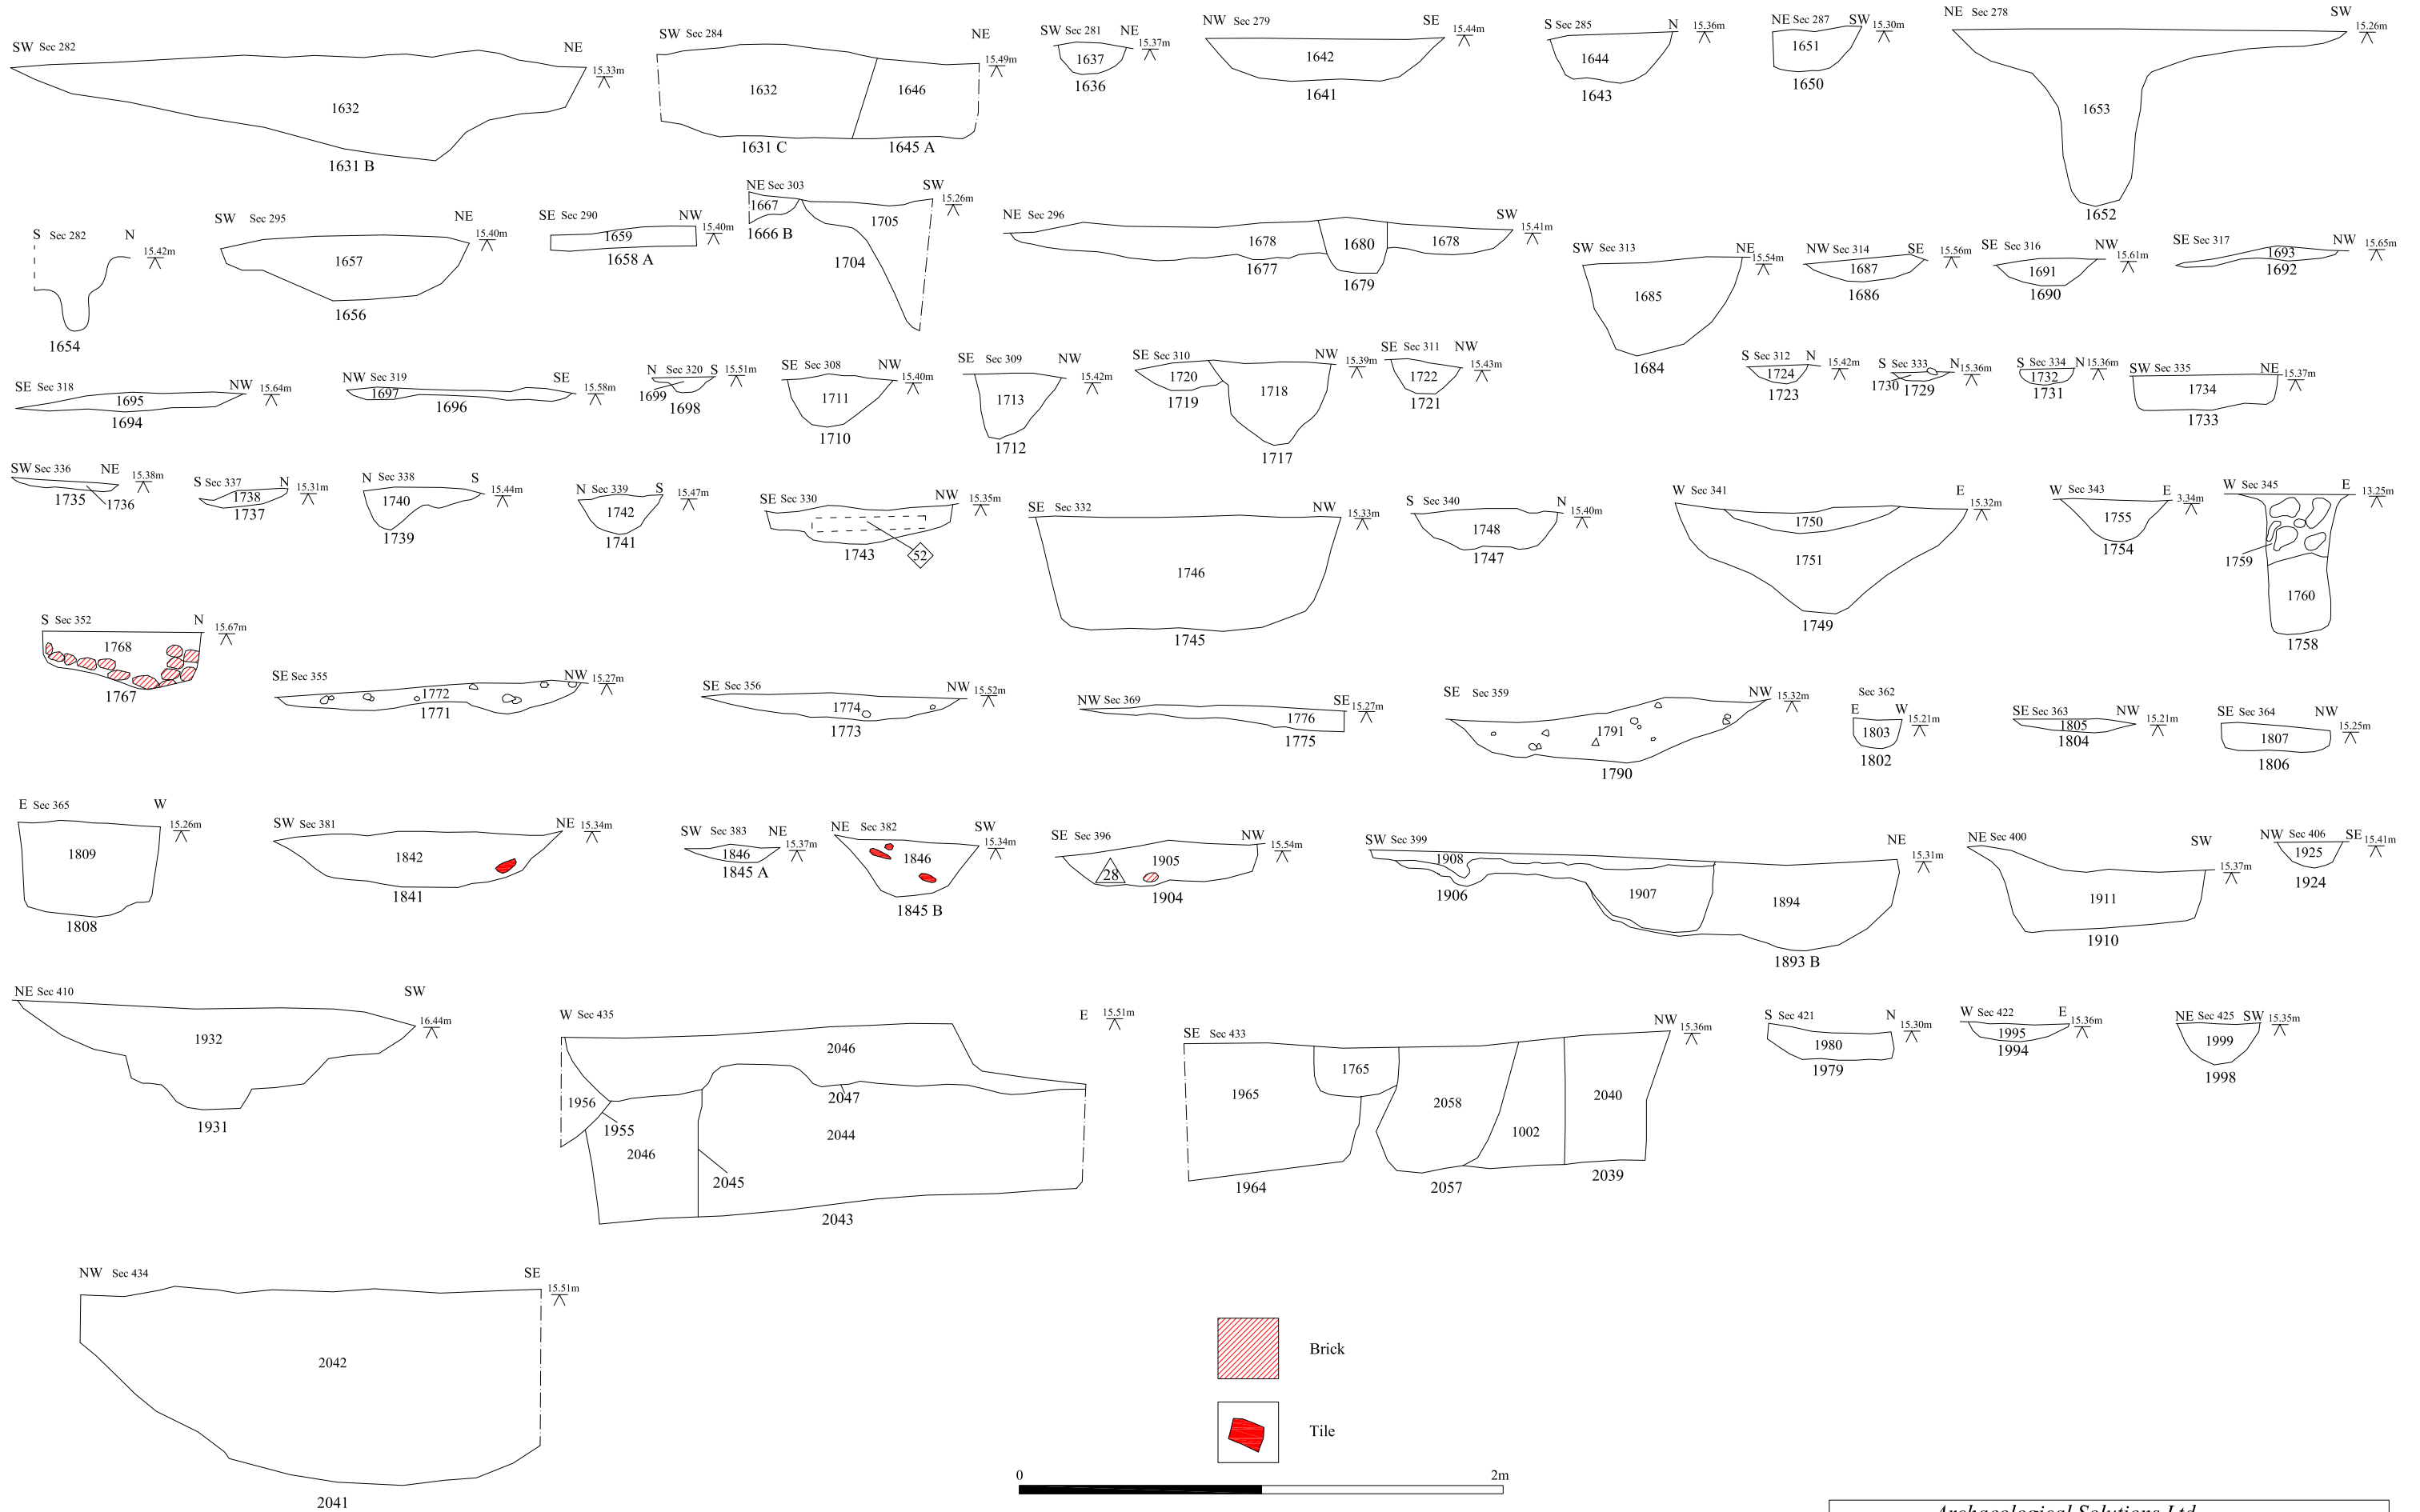 SW Sec 282 NE 15.33m
1632
1631 B
SW Sec 284 NE 15.49m
1632 1646
1631 C 1645 A
SW Sec 281 NE 15.37m
1637
1636
NW Sec 279 SE 15.44m
1642
1641
S Sec 285 N 15.36m
1644
1643
NE Sec 287 SW 15.30m
1651
1650
NE Sec 278 SW 15.26m
1653
1652
S Sec 282 N 15.42m
1654
SW Sec 295 NE 15.40m
1657
1656
SE Sec 290 NW 15.40m
1659
1658 A
NE Sec 303 SW 15.26m
1667 1705
1666 B
1704
NE Sec 296 SW 15.41m
1678 1680 1678
1677 1679
SW Sec 313 NE 15.54m
1685
1684
NW Sec 314 SE 15.56m
1687
1686
SE Sec 316 NW 15.61m
1691
1690
SE Sec 317 NW 15.65m
1693
1692
SE Sec 318 NW 15.64m
1695
1694
NW Sec 319 SE 15.58m
1697
1696
N Sec 320 S 15.51m
1699
1698
SE Sec 308 NW 15.40m
1711
1710
SE Sec 309 NW 15.42m
1713
1712
SE Sec 310 NW 15.39m
1720 1718
1719
1717
SE Sec 311 NW 15.43m
1722
1721
S Sec 312 N 15.42m
1724
1723
S Sec 333 N 15.36m
1730 1729
S Sec 334 N 15.36m
1732
1731
SW Sec 335 NE 15.37m
1734
1733
SW Sec 336 NE 15.38m
1735 1736
S Sec 337 N 15.31m
1738
1737
N Sec 338 S 15.44m
1740
1739
N Sec 339 S 15.47m
1742
1741
SE Sec 330 NW 15.35m
1743 52
SE Sec 332 NW 15.33m
1746
1745
S Sec 340 N 15.40m
1748
1747
W Sec 341 E 15.32m
1750
1751
1749
W Sec 343 E 3.34m
1755
1754
W Sec 345 E 13.25m
1759
1760
1758
S Sec 352 N 15.67m
1768
1767
SE Sec 355 NW 15.27m
1772
1771
SE Sec 356 NW 15.52m
1774
1773
NW Sec 369 SE 15.27m
1776
1775
SE Sec 359 NW 15.32m
1791
1790
Sec 362
E W 15.21m
1803
1802
SE Sec 363 NW 15.21m
1805
1804
SE Sec 364 NW 15.25m
1807
1806
E Sec 365 W 15.26m
1809
1808
SW Sec 381 NE 15.34m
1842
1841
SW Sec 383 NE 15.37m
1846
1845 A
NE Sec 382 SW 15.34m
1846
1845 B
SE Sec 396 NW 15.54m
1905
28
1904
SW Sec 399 NE 15.31m
1908
1906 1907 1894
1893 B
NE Sec 400 SW 15.37m
1911
1910
NW Sec 406 SE 15.41m
1925
1924
NE Sec 410 SW 16.44m
1932
1931
W Sec 435 E 15.51m
2046
1956 2047
1955
2046 2044
2045
2043
SE Sec 433 NW 15.36m
1765
1965 2058 2040
1002
1964 2057 2039
S Sec 421 N 15.30m
1980
1979
W Sec 422 E 15.36m
1995
1994
NE Sec 425 SW 15.35m
1999
1998
NW Sec 434 SE 15.51m
2042
2041
Brick
Tile
0 2m
Archaeological Solutions Ltd